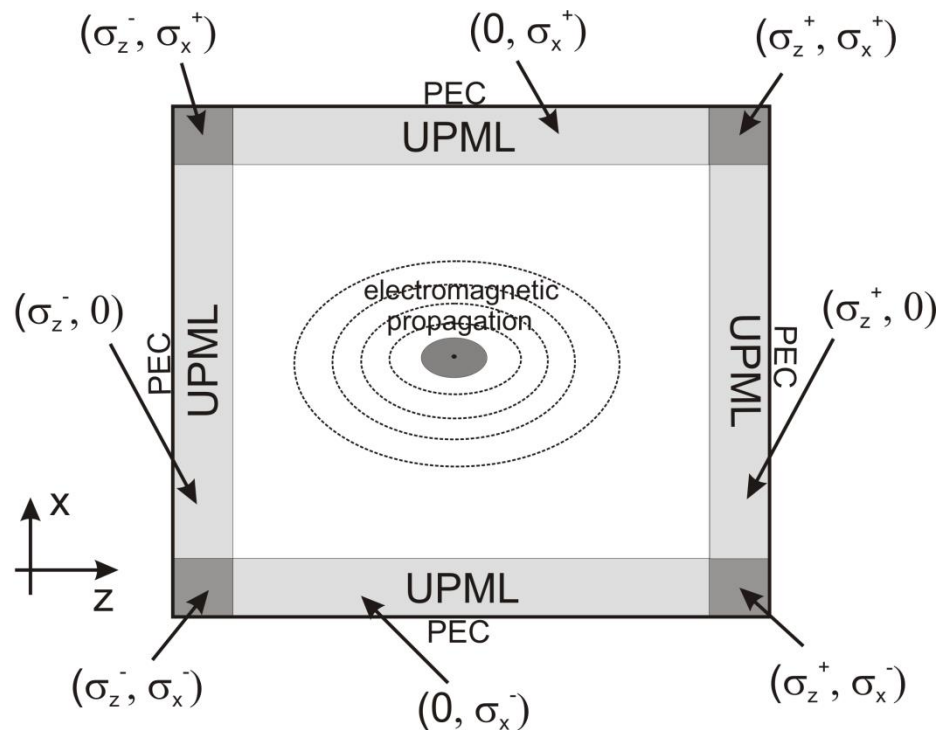 (σz-, σx+)
(0, σx+)
(σz+, σx+)
PEC
UPML
electromagnetic
propagation
(σz-, 0)
PEC
UPML
UPML
PEC
(σz+, 0)
x
z
UPML
PEC
(σz-, σx-)
(0, σx-)
(σz+, σx-)